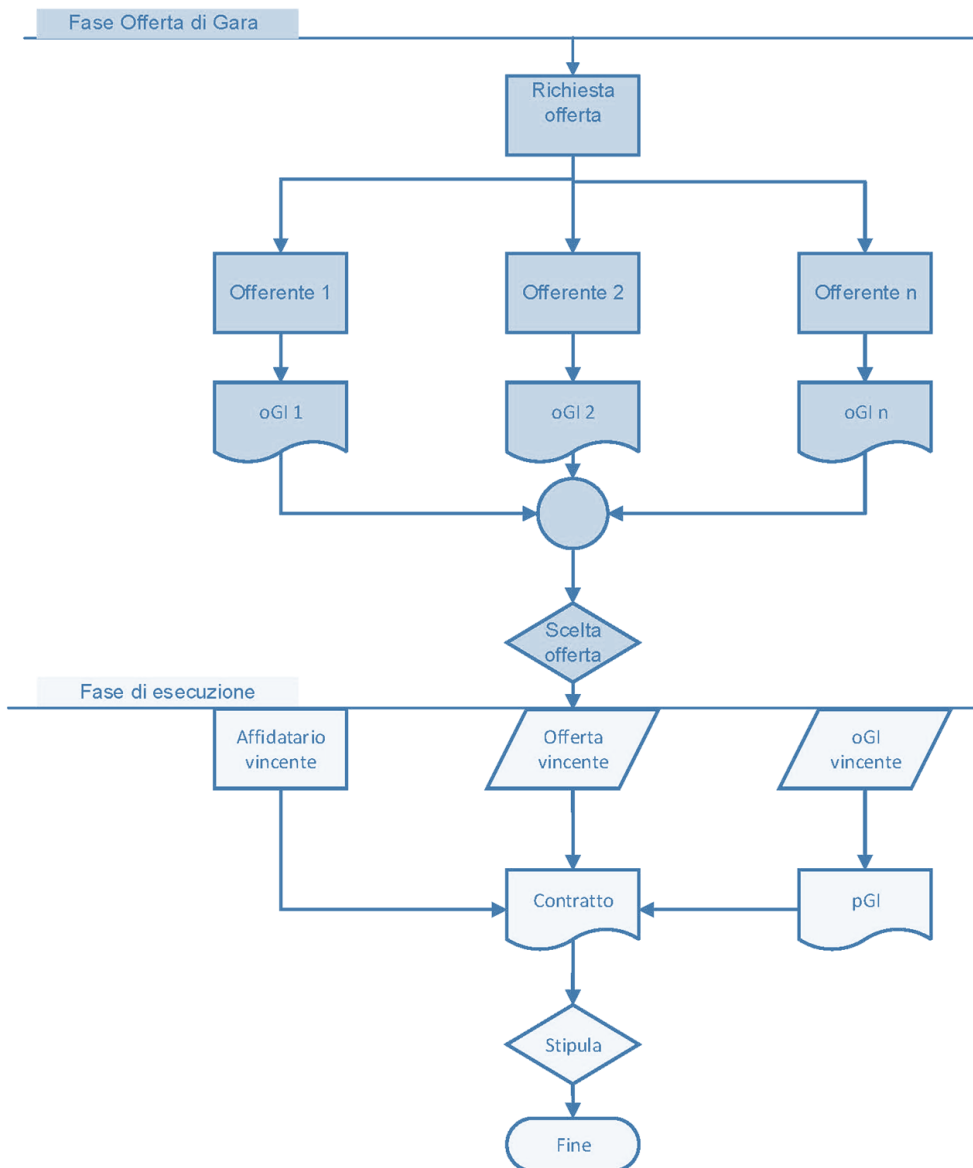 Fase Offerta di Gara
Richiesta
offerta
Offerente 1
Offerente 2
Offerente n
oGI 1
oGI 2
oGI n
Scelta
offerta
Fase di esecuzione
Affidatario
vincente
Offerta
vincente
oGI
vincente
Contratto
pGI
Stipula
Fine